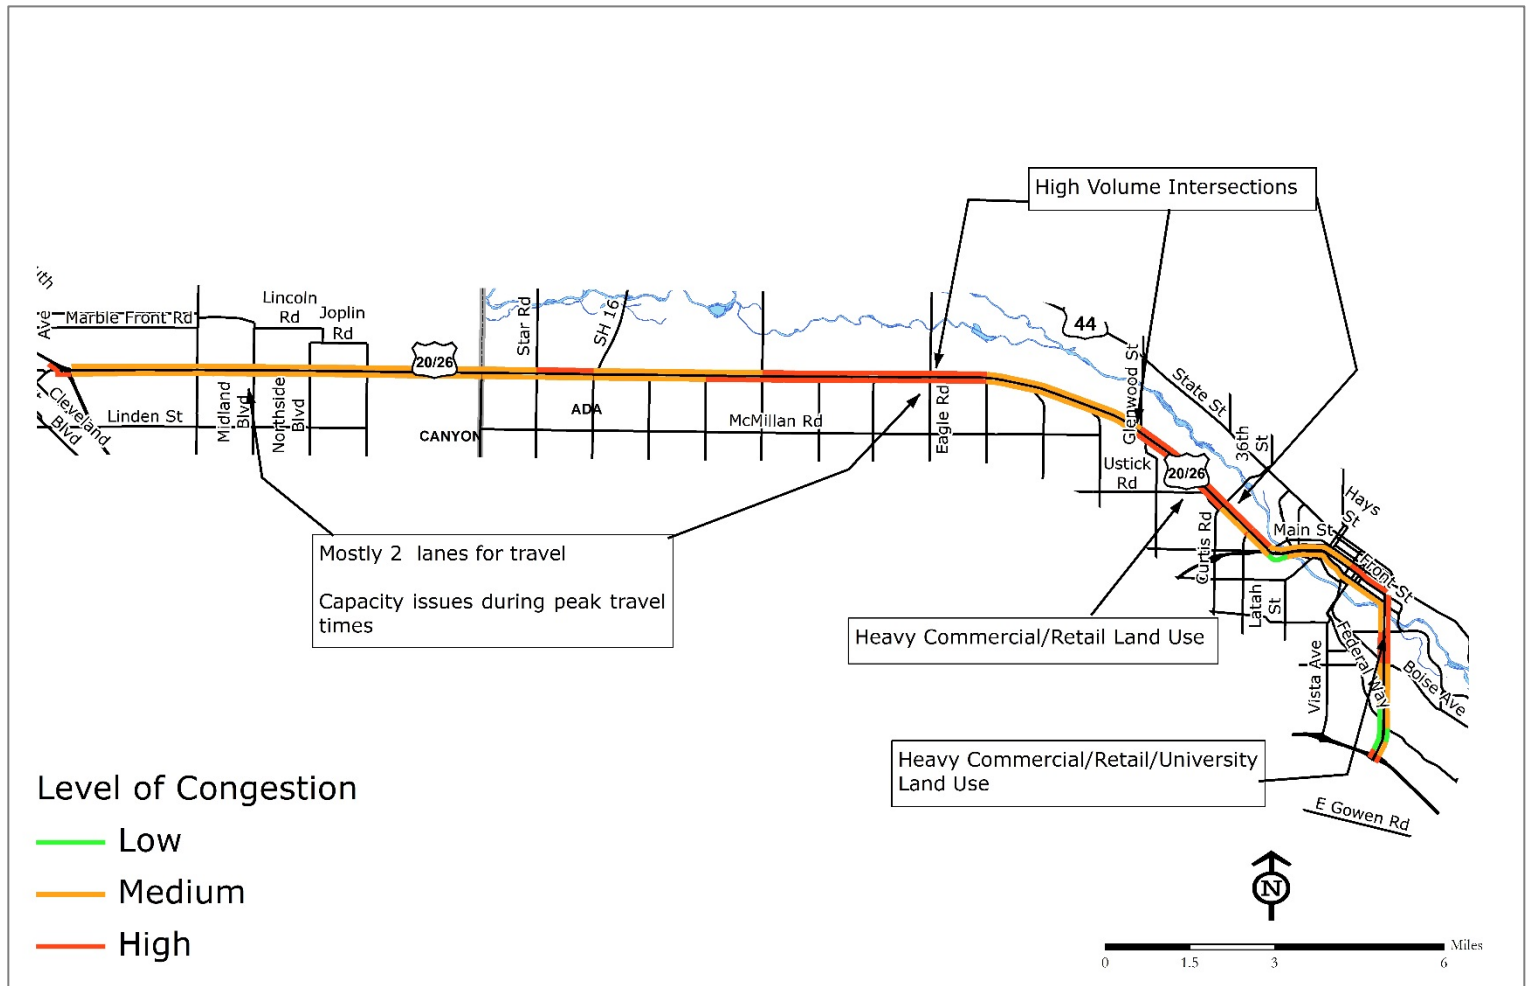 High Volume Intersections
Marble Front Rd
Ave
Lincoln
Rd
Joplin
Rd
Star Rd
SH 16
44
20/26
State St
Glenwood St
36th
St
Cleveland
Blvd
Linden St
Midland
Blvd
Northside
Blvd
CANYON
ADA
McMillan Rd
Eagle Rd
Ustick
Rd
20/26
Hays
St
Main St
Front St
Curtis Rd
Latah
St
Vista Ave
Federal Way
Boise Ave
E Gowen Rd
Mostly 2 lanes for travel
Capacity issues during peak travel
times
Heavy Commercial/Retail Land Use
Heavy Commercial/Retail/University
Land Use
Level of Congestion
Low
Medium
High
N
Miles
0 1.5 3 6